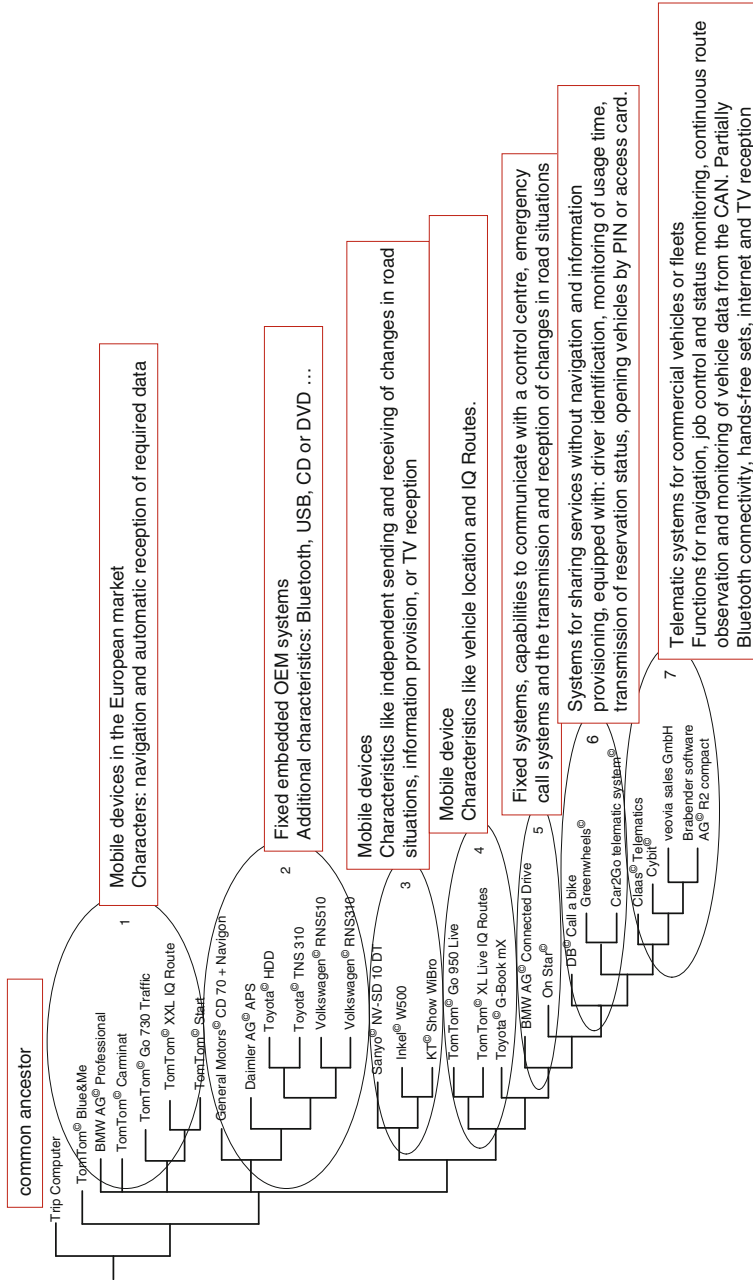 common ancestor
Trip Computer
TomTom© Blue&Me
BMW AG© Professional
TomTom© Carminat
TomTom© Go 730 Traffic
TomTom© XXL IQ Route
TomTom© Start
1
Mobile devices in the European market
Characters: navigation and automatic reception of required data
General Motors© CD 70 + Navigon
Daimler AG© APS
Toyota© HDD
Toyota© TNS 310
Volkswagen© RNS510
Volkswagen© RNS310
2
Fixed embedded OEM systems
Additional characteristics: Bluetooth, USB, CD or DVD ...
Sanyo© NV-SD 10 DT
Inkel© W500
KT© Show WiBro
3
Mobile devices
Characteristics like independent sending and receiving of changes in road
situations, information provision, or TV reception
TomTom© Go 950 Live
TomTom© XL Live IQ Routes
Toyota© G-Book mX
4
Mobile device
Characteristics like vehicle location and IQ Routes.
BMW AG© Connected Drive
On Star©
5
Fixed systems, capabilities to communicate with a control centre, emergency
call systems and the transmission and reception of changes in road situations
DB© Call a bike
Greenwheels©
Car2Go telematic system©
6
Systems for sharing services without navigation and information
provisioning, equipped with: driver identification, monitoring of usage time,
transmission of reservation status, opening vehicles by PIN or access card.
Claas© Telematics
Cybit©
veovia sales GmbH
Brabender software
AG© R2 compact
7
Telematic systems for commercial vehicles or fleets
Functions for navigation, job control and status monitoring, continuous route
observation and monitoring of vehicle data from the CAN. Partially
Bluetooth connectivity, hands-free sets, internet and TV reception